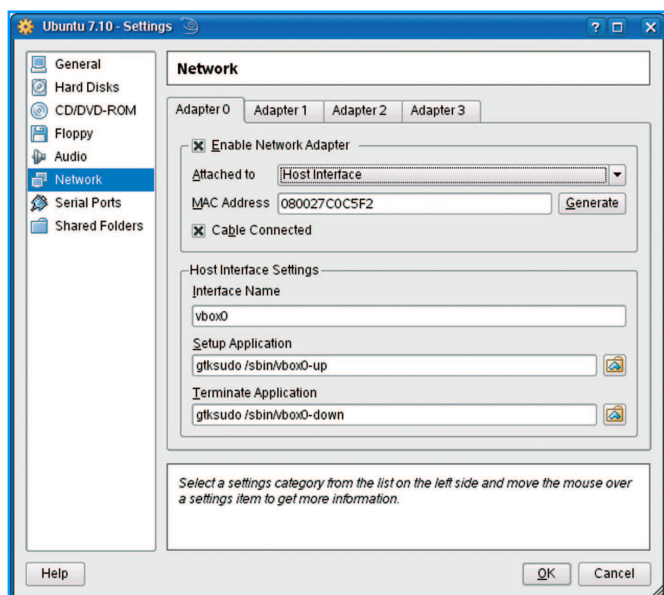 Ubuntu 7.10 - Settings
General
Hard Disks
CD/DVD-ROM
Floppy
Audio
Network
Serial Ports
Shared Folders
Network
Adapter 0 Adapter 1 Adapter 2 Adapter 3
Enable Network Adapter
Attached to Host Interface
MAC Address 080027C0C5F2 Generate
Cable Connected
Host Interface Settings
Interface Name
vbox0
Setup Application
gtksudo /sbin/vbox0-up
Terminate Application
gtksudo /sbin/vbox0-down
Select a settings category from the list on the left side and move the mouse over
a settings item to get more information.
Help OK Cancel